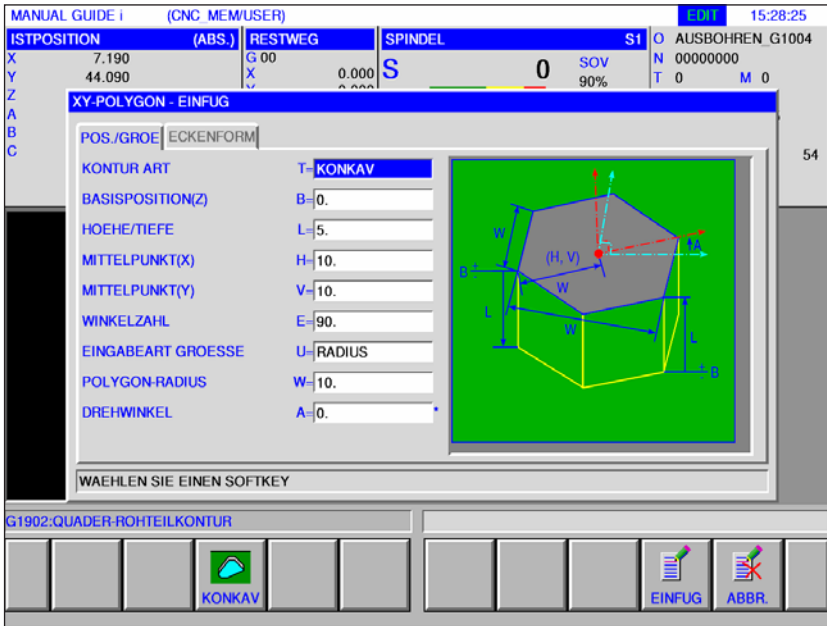 MANUAL GUIDE i (CNC_MEM/USER) EDIT 15:28:25
ISTPOSITION (ABS.) RESTWEG SPINDEL S1 O AUSBOHREN_G1004
X 7.190 G 00 S 0 SOV N 00000000
Y 44.090 X 0.000 90% T 0 M 0
Z
A
B
C 54
XY-POLYGON - EINFUG
POS./GROE ECKENFORM
KONTUR ART T= KONKAV
BASISPOSITION(Z) B= 0.
HOEHE/TIEFE L= 5.
MITTELPUNKT(X) H= 10.
MITTELPUNKT(Y) V= 10.
WINKELZAHL E= 90.
EINGABEART GROESSE U= RADIUS
POLYGON-RADIUS W= 10.
DREHWINKEL A= 0. °
W
(H, V)
A
B + -
W
L
W
L
+ - B
WAEHLEN SIE EINEN SOFTKEY
G1902:QUADER-ROHTEILKONTUR
KONKAV EINFUG ABBR.